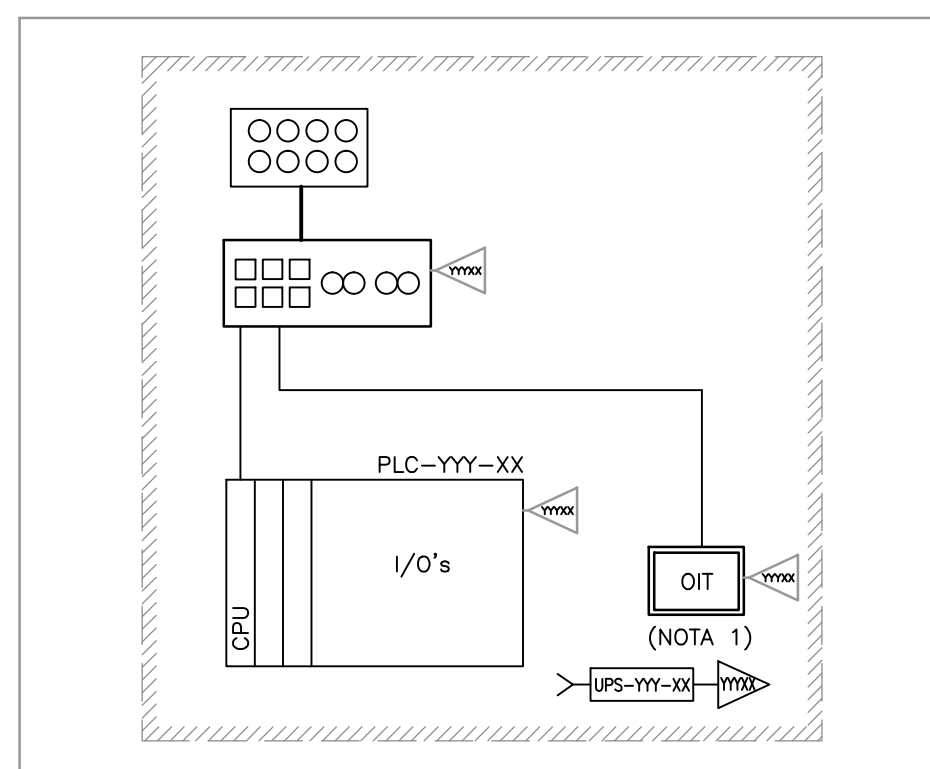 YYYXX
PLC-YYY-XX
YYYXX
I/O's
CPU
OIT
YYYXX
(NOTA 1)
UPS-YYY-XX
YYYXX